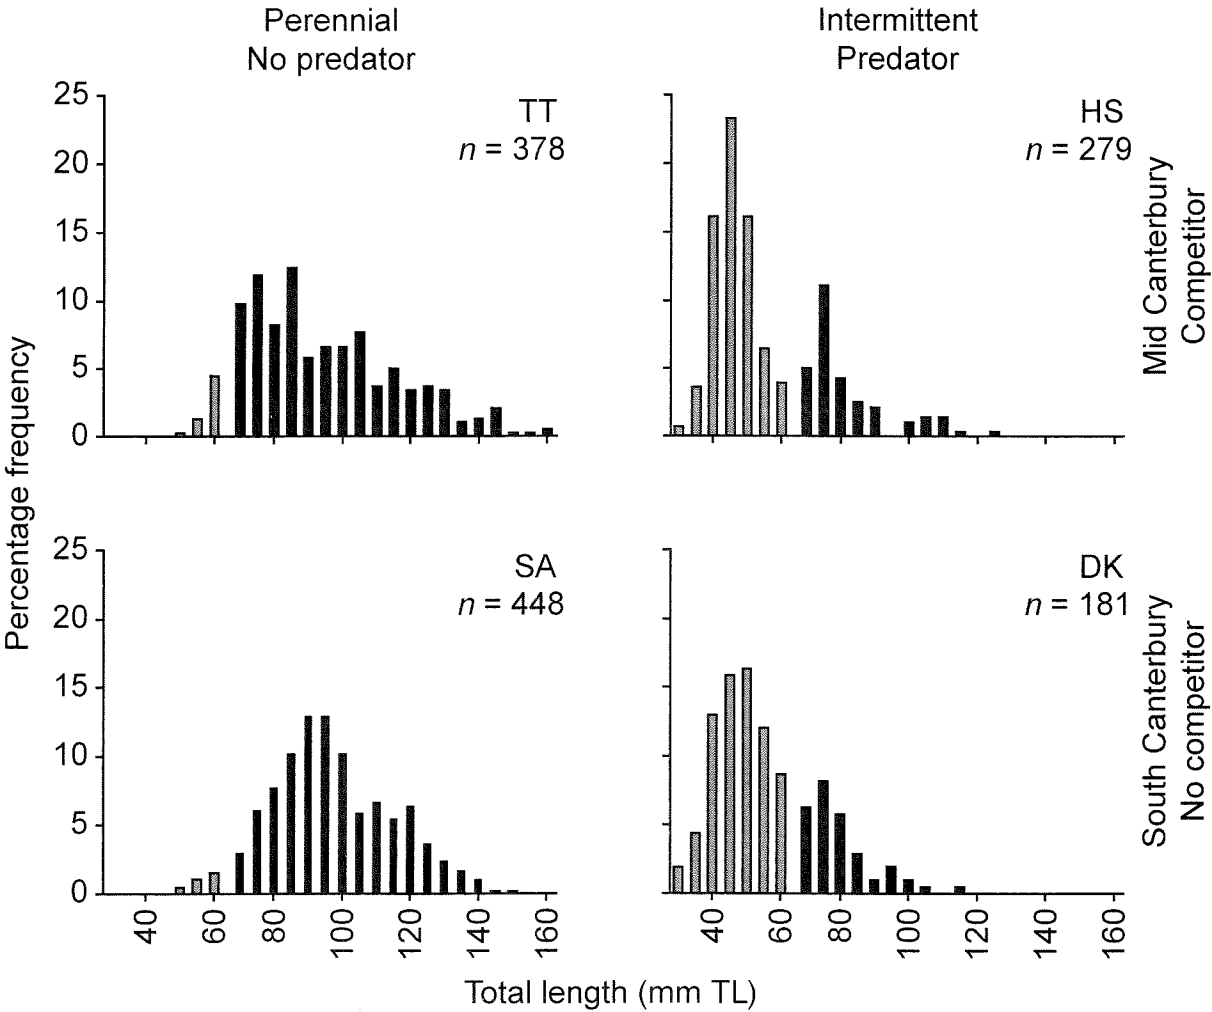 Perennial
No predator
Intermittent
Predator
25
20
15
10
5
0
TT
n = 378
HS
n = 279
Mid Canterbury
Competitor
Percentage frequency
25
20
15
10
5
0
SA
n = 448
DK
n = 181
South Canterbury
No competitor
40
60
80
100
120
140
160
40
60
80
100
120
140
160
Total length (mm TL)